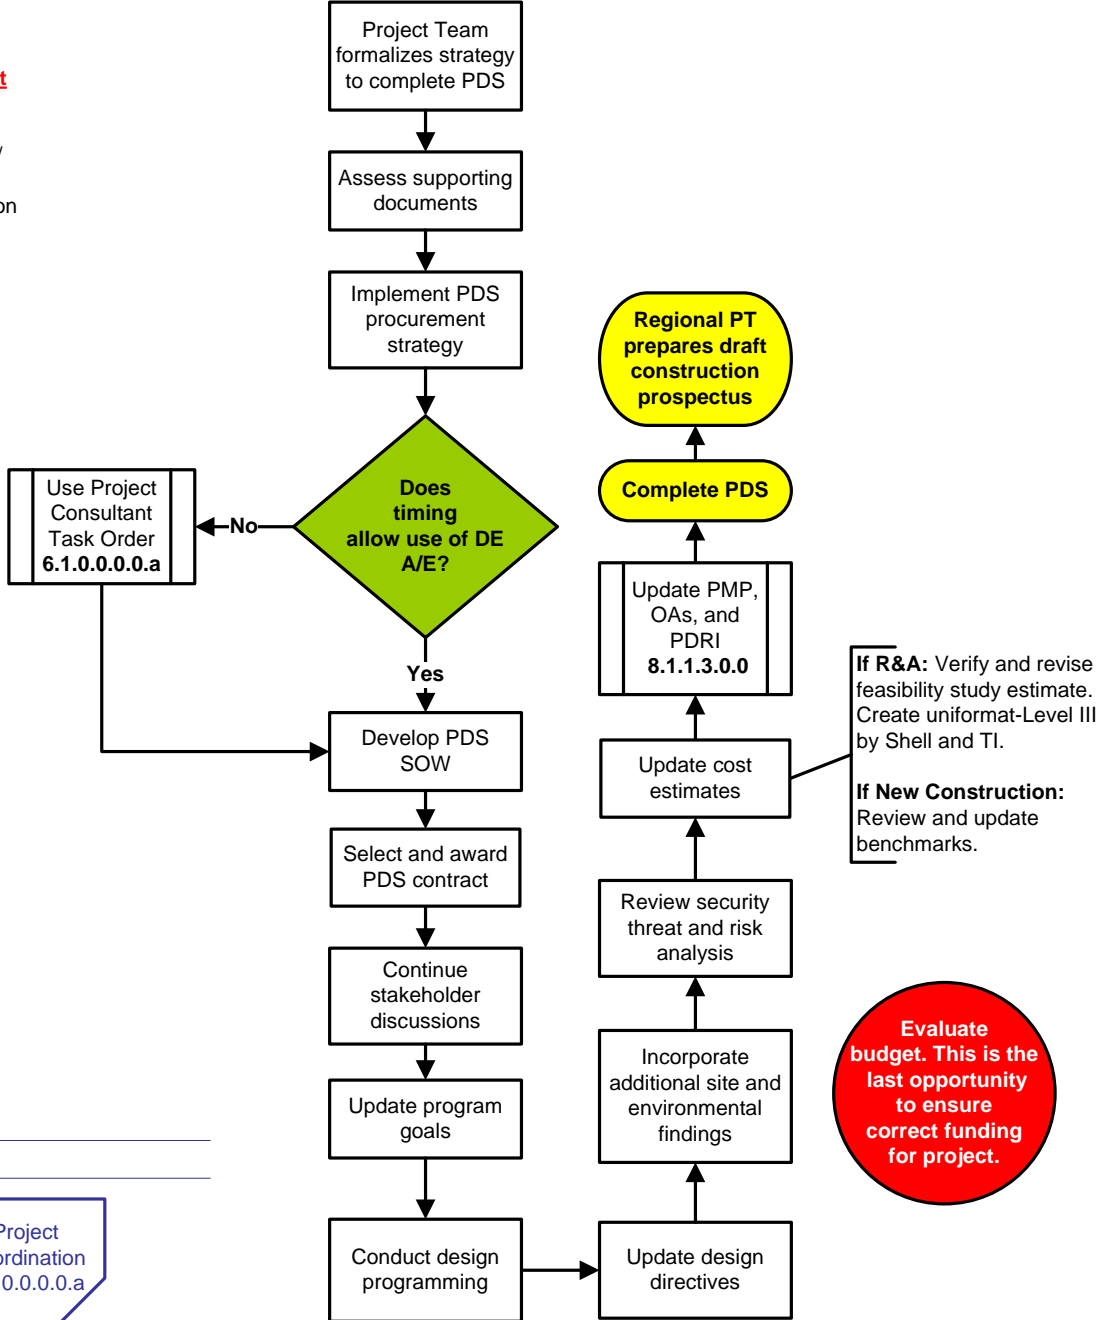 Project Team
formalizes strategy
to complete PDS
Assess supporting
documents
Implement PDS
procurement
strategy
Does
timing
allow use of DE
A/E?
No
Use Project
Consultant
Task Order
6.1.0.0.0.0.a
Yes
Develop PDS
SOW
Select and award
PDS contract
Continue
stakeholder
discussions
Update program
goals
Conduct design
programming
Update design
directives
Incorporate
additional site and
environmental
findings
Review security
threat and risk
analysis
Update cost
estimates
If R&A: Verify and revise
feasibility study estimate.
Create uniformat-Level III
by Shell and TI.
If New Construction:
Review and update
benchmarks.
Update PMP,
OAs, and
PDRI
8.1.1.3.0.0
Complete PDS
Regional PT
prepares draft
construction
prospectus
Evaluate
budget. This is the
last opportunity
to ensure
correct funding
for project.
Project
ordination
0.0.0.0.a